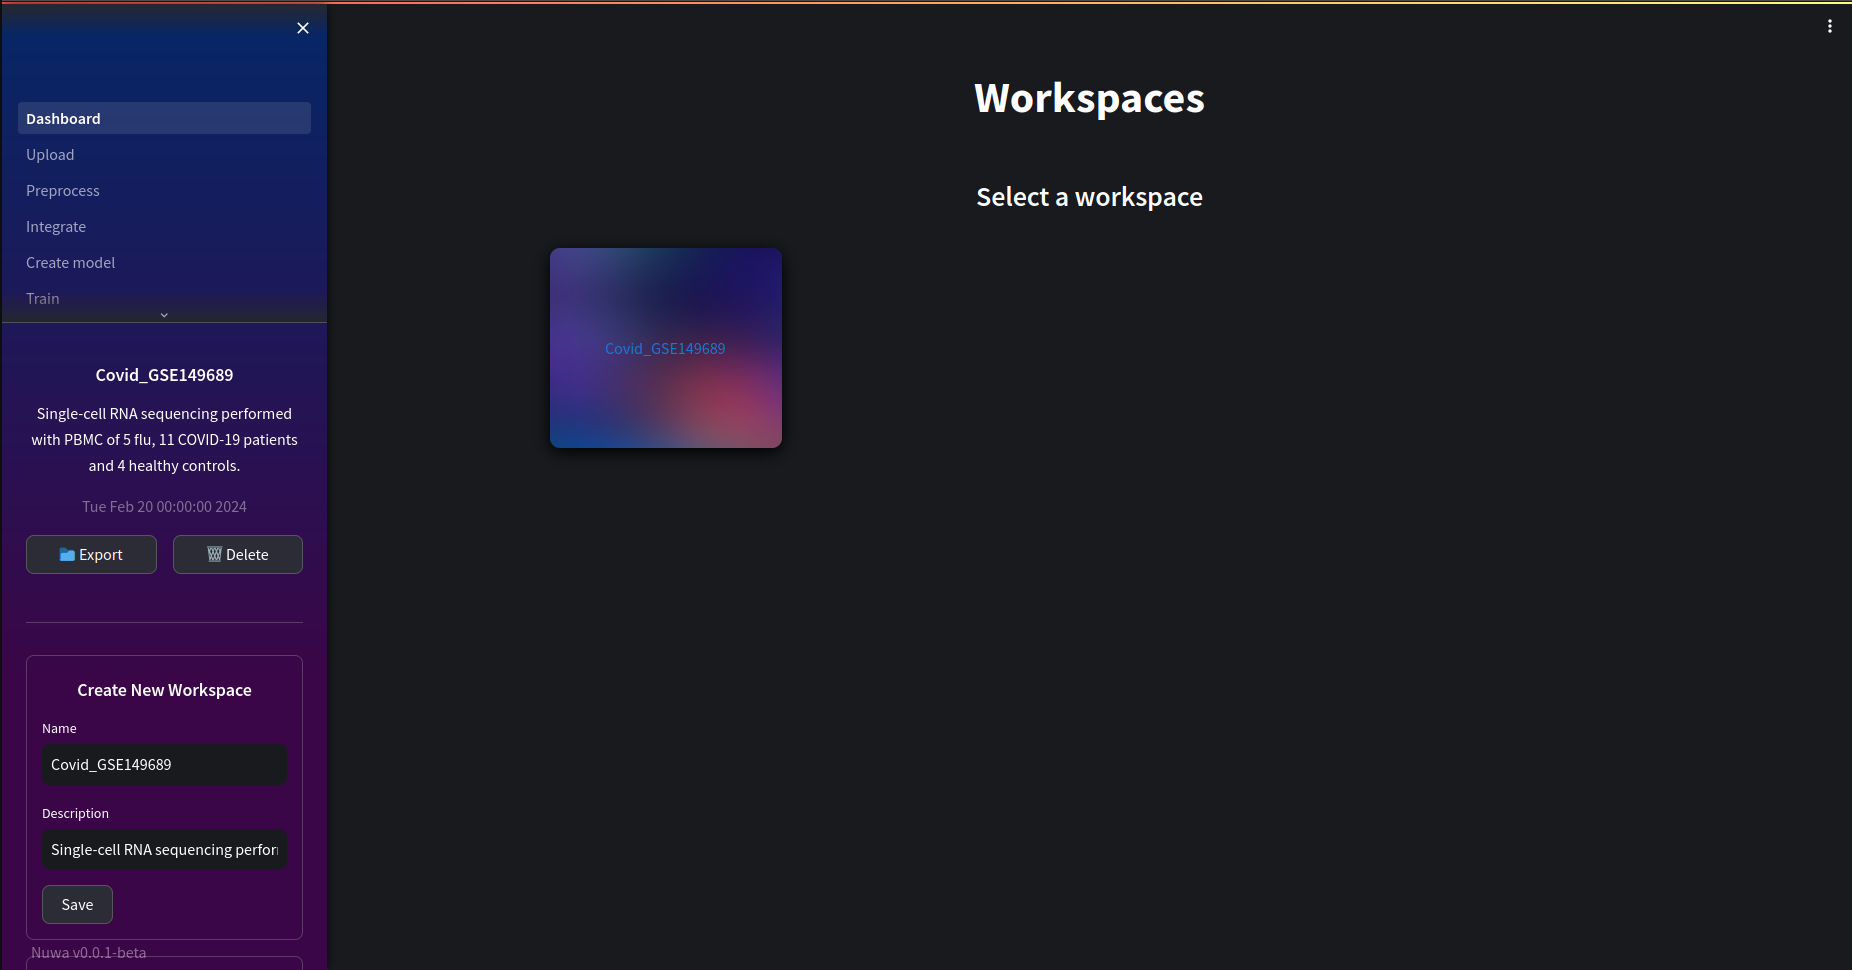 Dashboard
Upload
Preprocess
Integrate
Create model
Train
Covid_GSE149689
Single-cell RNA sequencing performed
with PBMC of 5 flu, 11 COVID-19 patients
and 4 healthy controls.
Tue Feb 20 00:00:00 2024
Export
Delete
Create New Workspace
Name
Covid_GSE149689
Description
Single-cell RNA sequencing perfor
Save
Nuwa v0.0.1-beta
Workspaces
Select a workspace
Covid_GSE149689